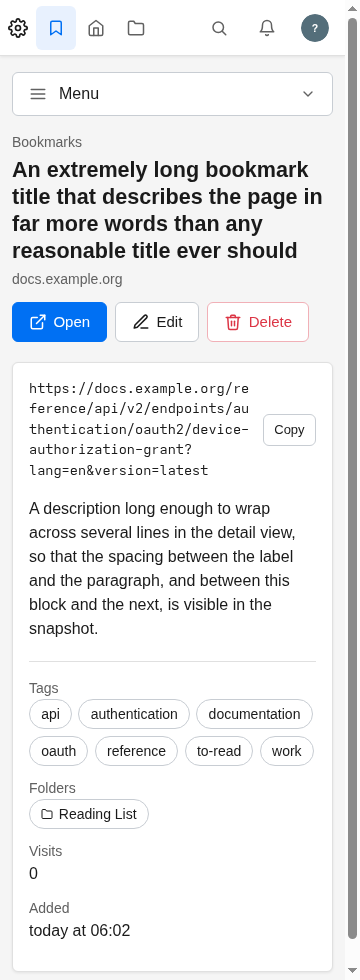 ?
Menu
Bookmarks
An extremely long bookmark
title that describes the page in
far more words than any
reasonable title ever should
docs.example.org
Open Edit Delete
https://docs.example.org/re
ference/api/v2/endpoints/au
thentication/oauth2/device-
authorization-grant?
lang=en&version=latest
Copy
A description long enough to wrap
across several lines in the detail view,
so that the spacing between the label
and the paragraph, and between this
block and the next, is visible in the
snapshot.
Tags
api authentication documentation
oauth reference to-read work
Folders
Reading List
Visits
0
Added
today at 06:02